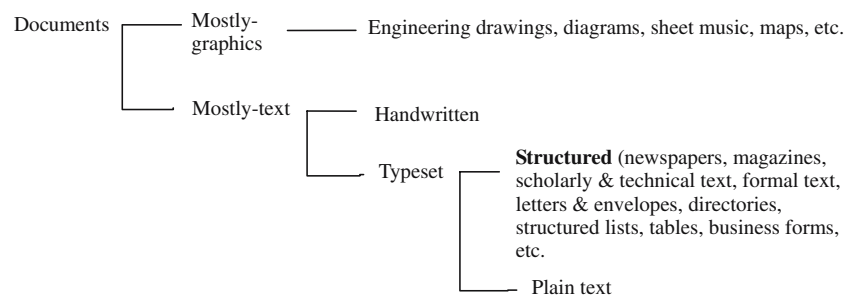 Documents
Mostly-
graphics
Engineering drawings, diagrams, sheet music, maps, etc.
Mostly-text
Handwritten
Typeset
Structured (newspapers, magazines,
scholarly & technical text, formal text,
letters & envelopes, directories,
structured lists, tables, business forms,
etc.
Plain text